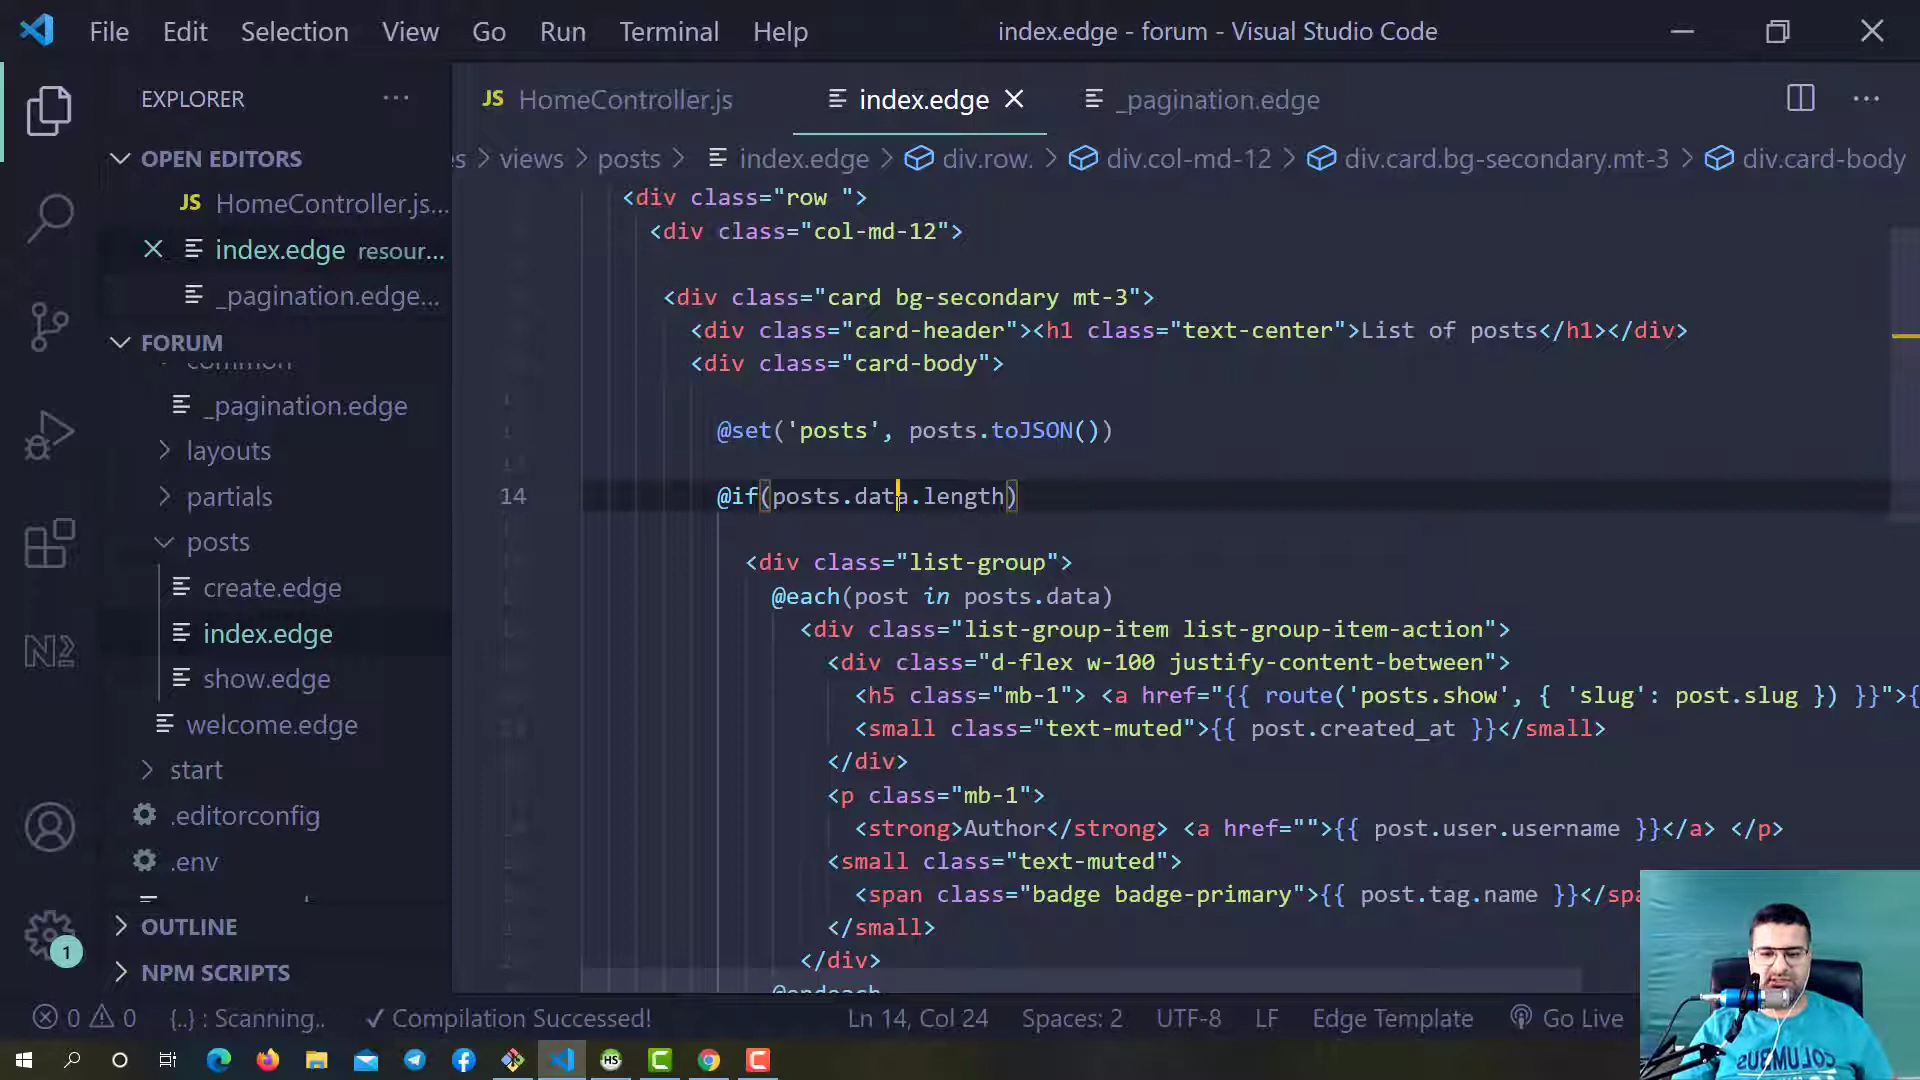 File Edit Selection View Go Run Terminal Help
index.edge - forum - Visual Studio Code
EXPLORER
JS HomeController.js
index.edge
_pagination.edge
OPEN EDITORS
JS HomeController.js...
index.edge resour...
_pagination.edge...
FORUM
common
_pagination.edge
layouts
partials
posts
create.edge
index.edge
show.edge
welcome.edge
start
.editorconfig
.env
OUTLINE
NPM SCRIPTS
es > views > posts > index.edge > div.row. > div.col-md-12 > div.card.bg-secondary.mt-3 > div.card-body
<div class="row ">
<div class="col-md-12">
<div class="card bg-secondary mt-3">
<div class="card-header"><h1 class="text-center">List of posts</h1></div>
<div class="card-body">
@set('posts', posts.toJSON())
14 @if(posts.data.length)
<div class="list-group">
@each(post in posts.data)
<div class="list-group-item list-group-item-action">
<div class="d-flex w-100 justify-content-between">
<h5 class="mb-1"> <a href="{{ route('posts.show', { 'slug': post.slug }) }}">{
<small class="text-muted">{{ post.created_at }}</small>
</div>
<p class="mb-1">
<strong>Author</strong> <a href="">{{ post.user.username }}</a> </p>
<small class="text-muted">
<span class="badge badge-primary">{{ post.tag.name }}</spa
</small>
</div>
@endeach
1
0 0 {..} : Scanning.. ✓ Compilation Successed! Ln 14, Col 24 Spaces: 2 UTF-8 LF Edge Template Go Live
HS
COLUMBUS